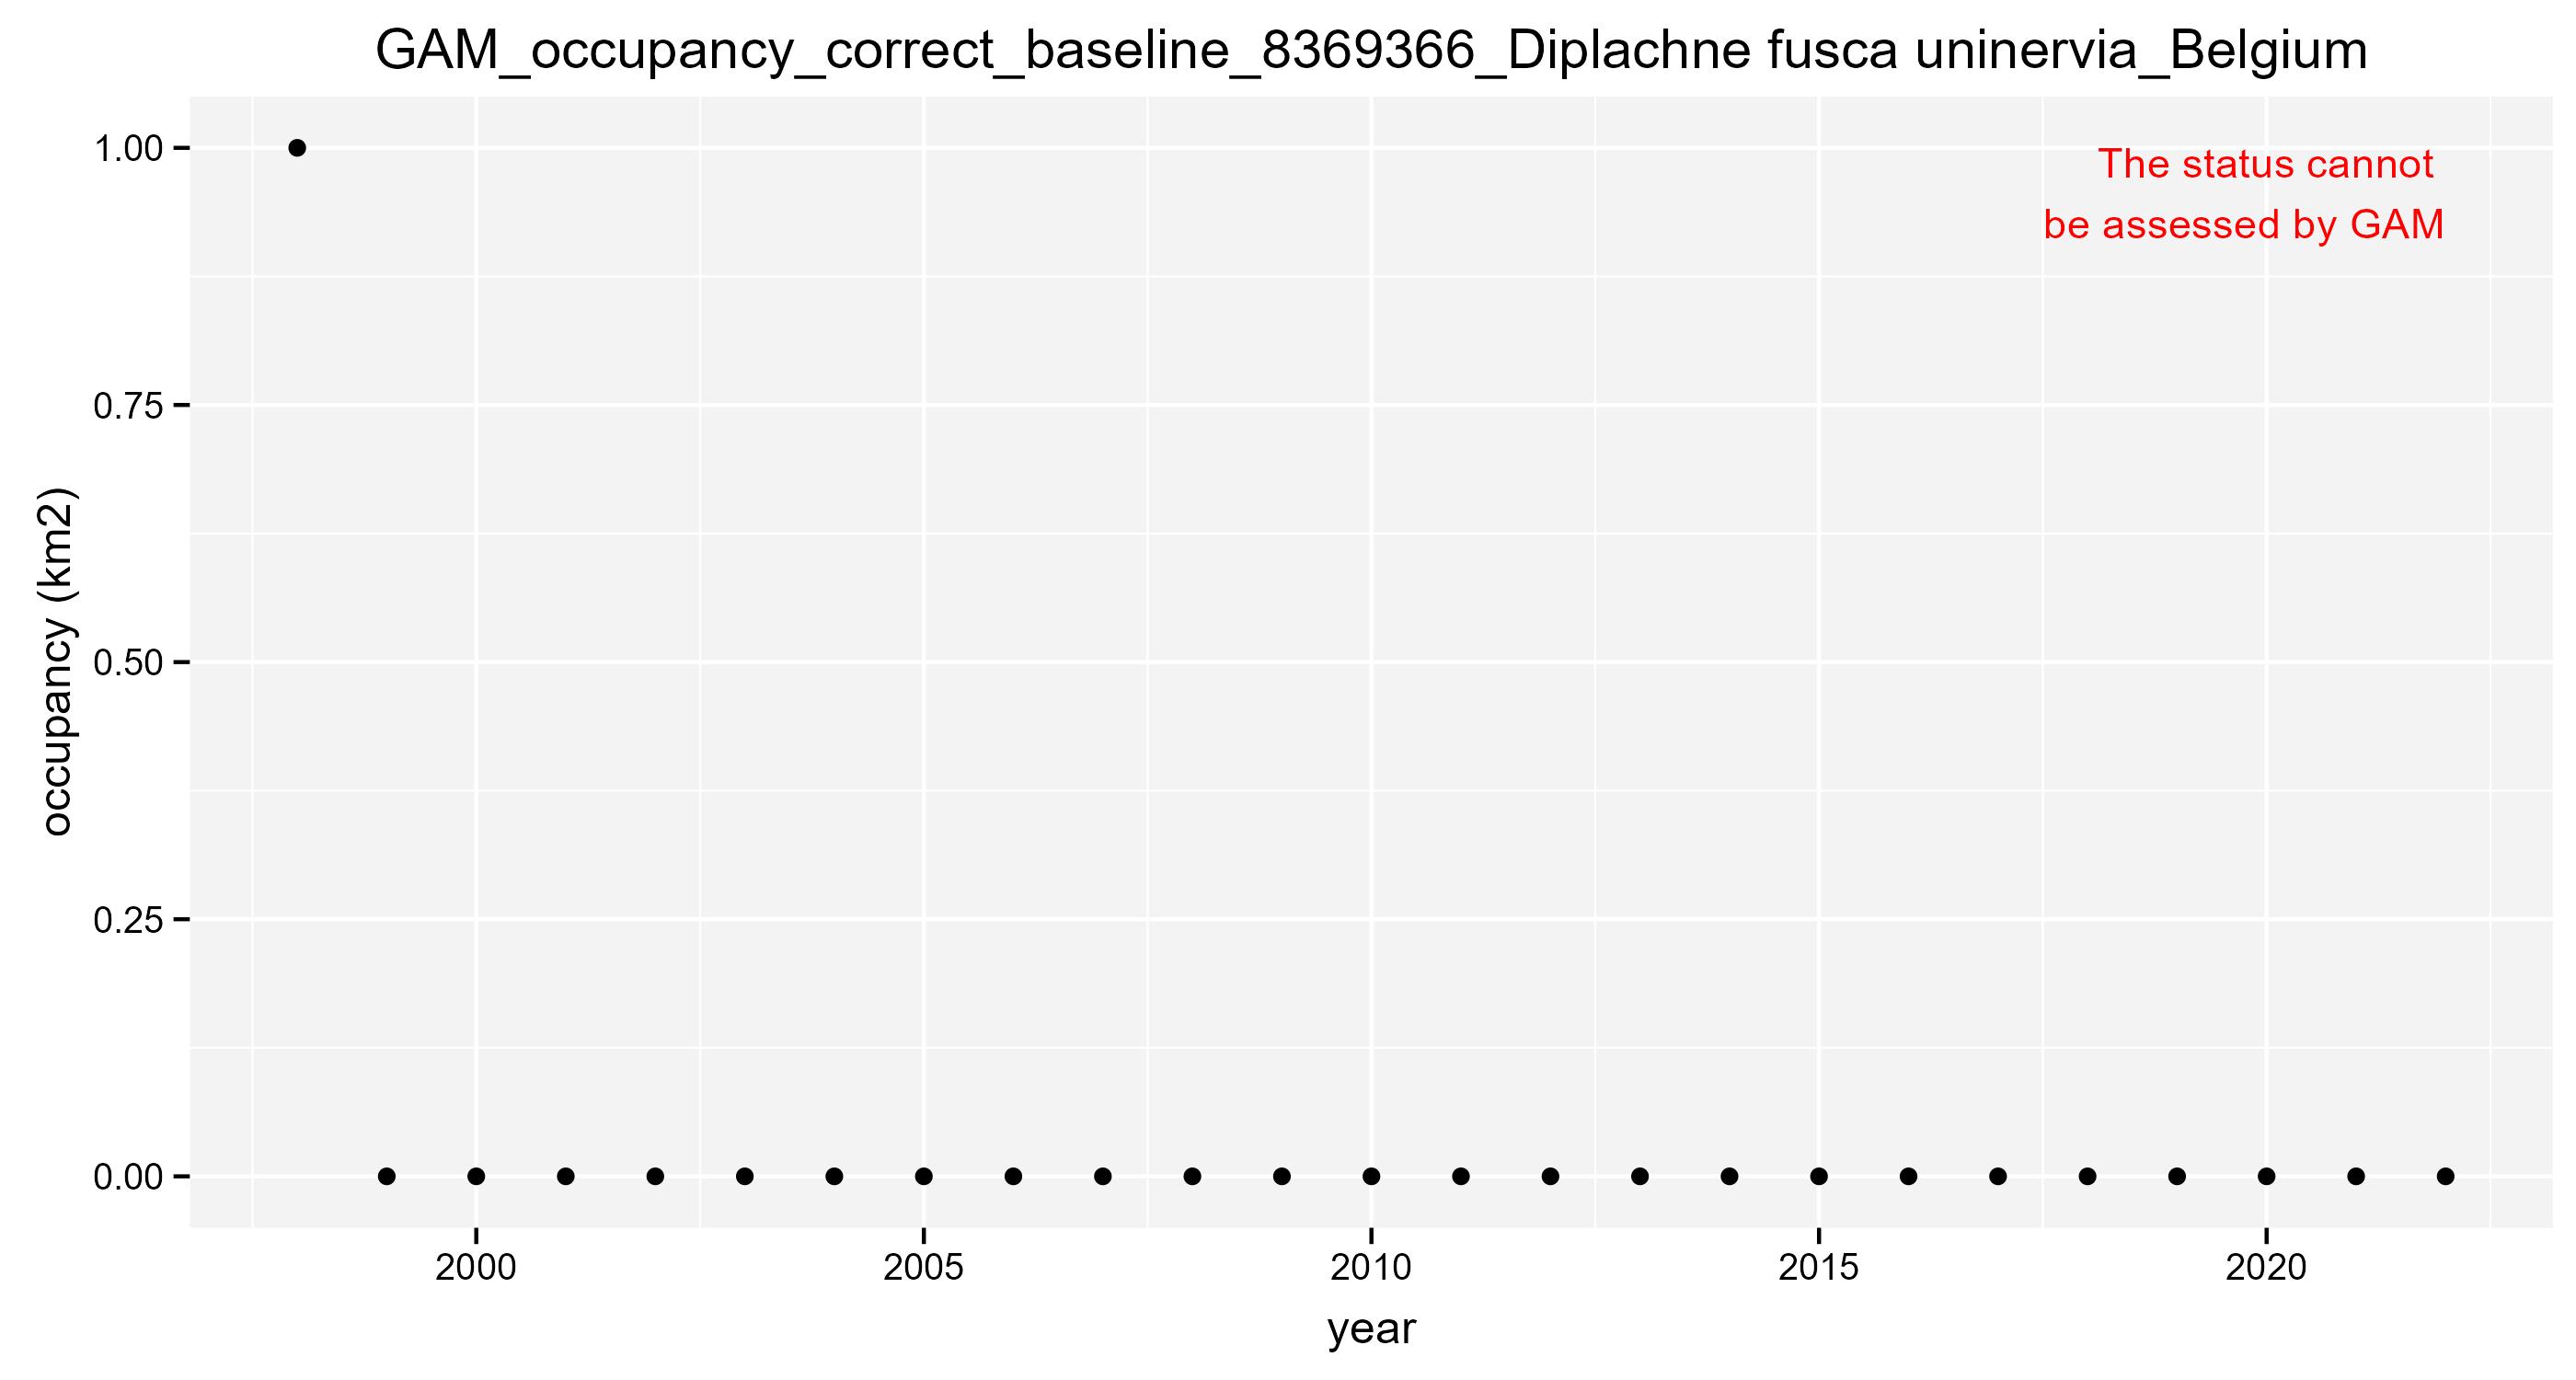 GAM_occupancy_correct_baseline_8369366_Diplachne fusca uninervia_Belgium
The status cannot
be assessed by GAM
occupancy (km2)
1.00
0.75
0.50
0.25
0.00
2000 2005 2010 2015 2020
year